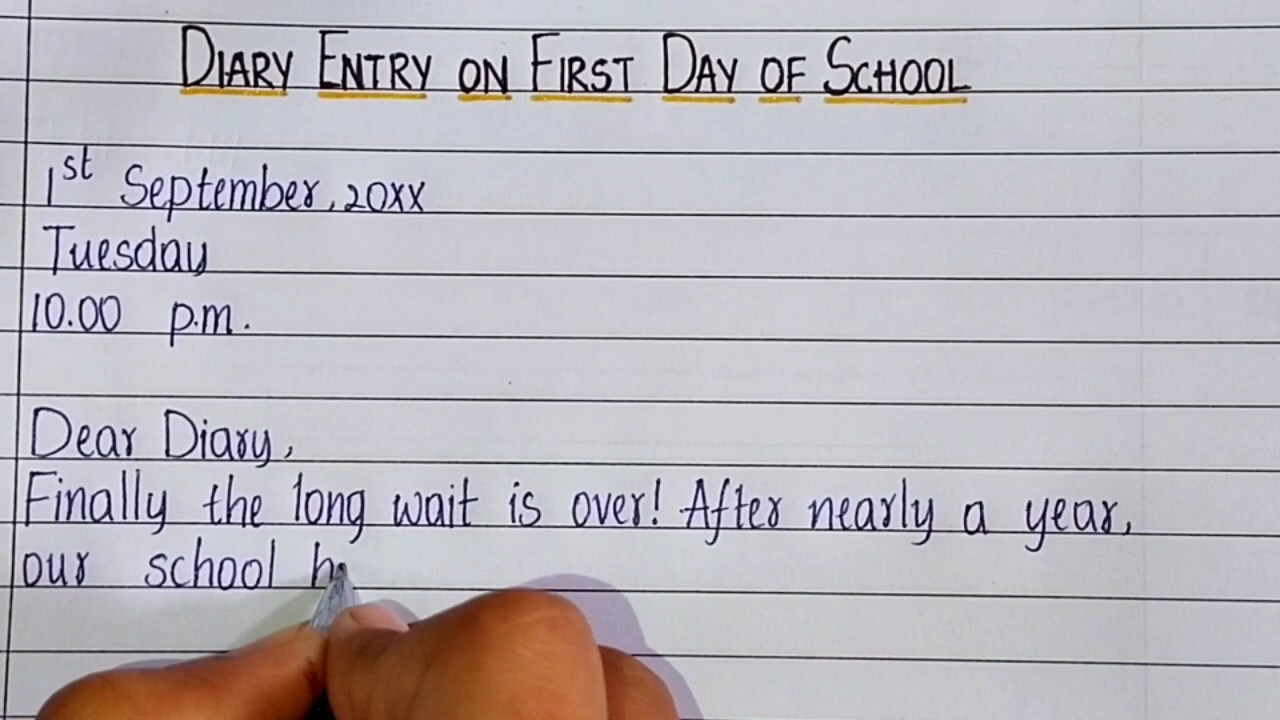 DIARY ENTRY ON FIRST DAY OF SCHOOL
1st September, 20XX
Tuesday
10.00 p.m.
Dear Diary,
Finally the long wait is over! After nearly a year,
our school h